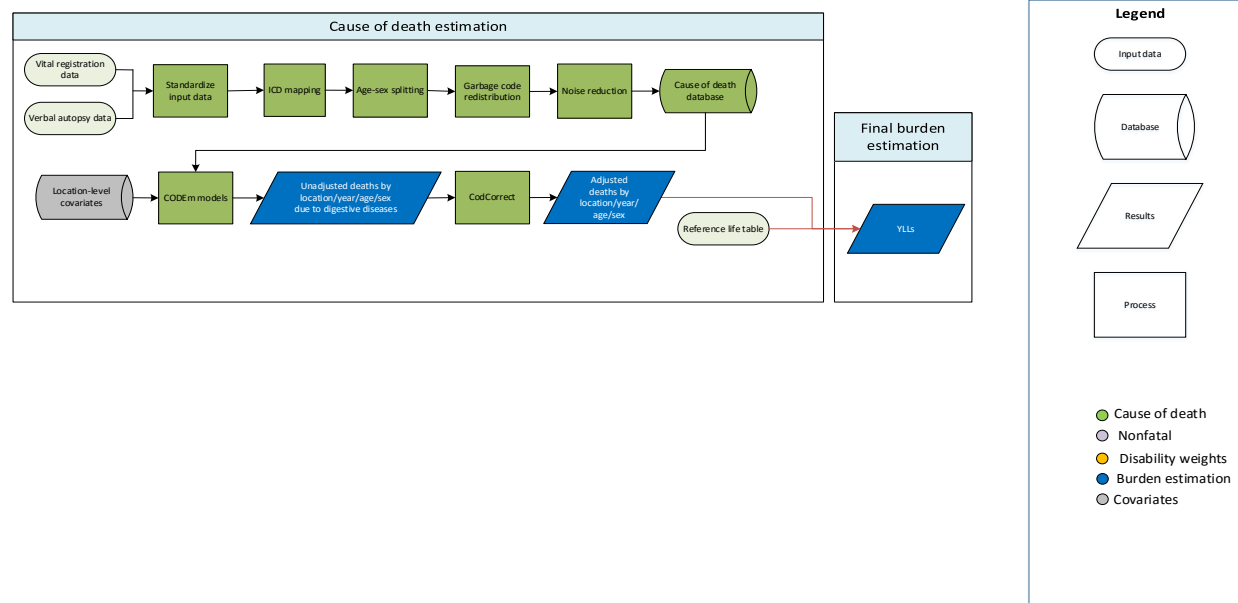 Cause of death estimation
Vital registration
data
Verbal autopsy data
Standardize
input data
ICD mapping
Age-sex splitting
Garbage code
redistribution
Noise reduction
Cause of death
database
Location-level
covariates
CODEm models
Unadjusted deaths by
location/year/age/sex
due to digestive diseases
CodCorrect
Adjusted
deaths by
location/year/
age/sex
Reference life table
Final burden
estimation
YLLs
Legend
Input data
Database
Results
Process
Cause of death
Nonfatal
Disability weights
Burden estimation
Covariates